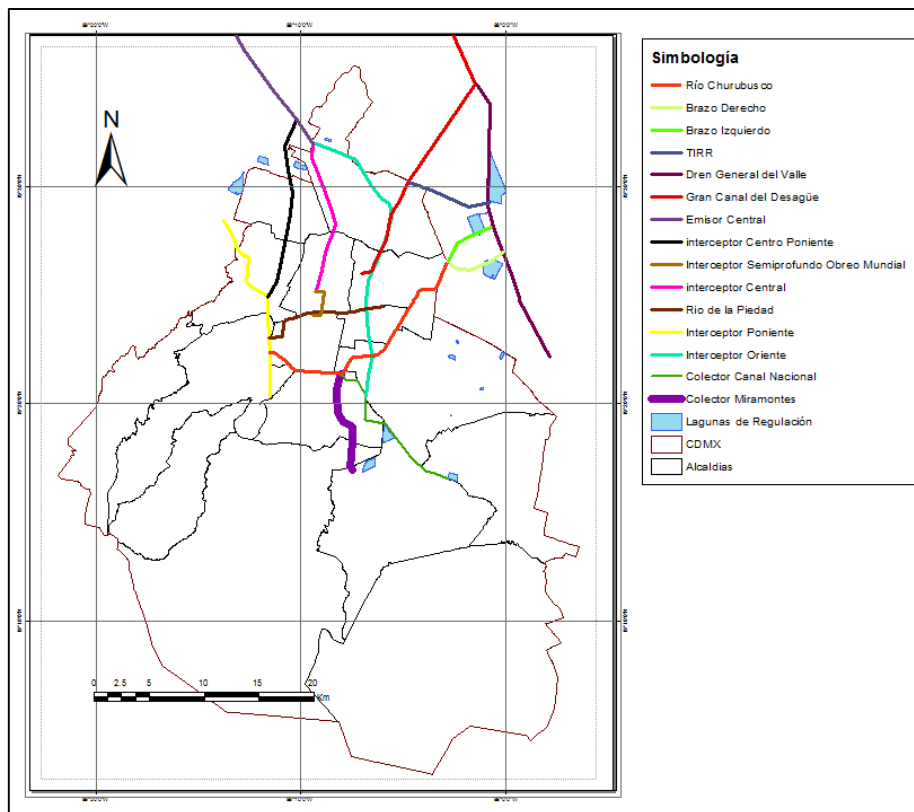 N
0 2.5 5 10 15 20
Km
Simbología
Río Churubusco
Brazo Derecho
Brazo Izquierdo
TIRR
Dren General del Valle
Gran Canal del Desagüe
Emisor Central
interceptor Centro Poniente
Interceptor Semiprofundo Obreo Mundial
interceptor Central
Rio de la Piedad
Interceptor Poniente
Interceptor Oriente
Colector Canal Nacional
Colector Miramontes
Lagunas de Regulación
CDMX
Alcaldias